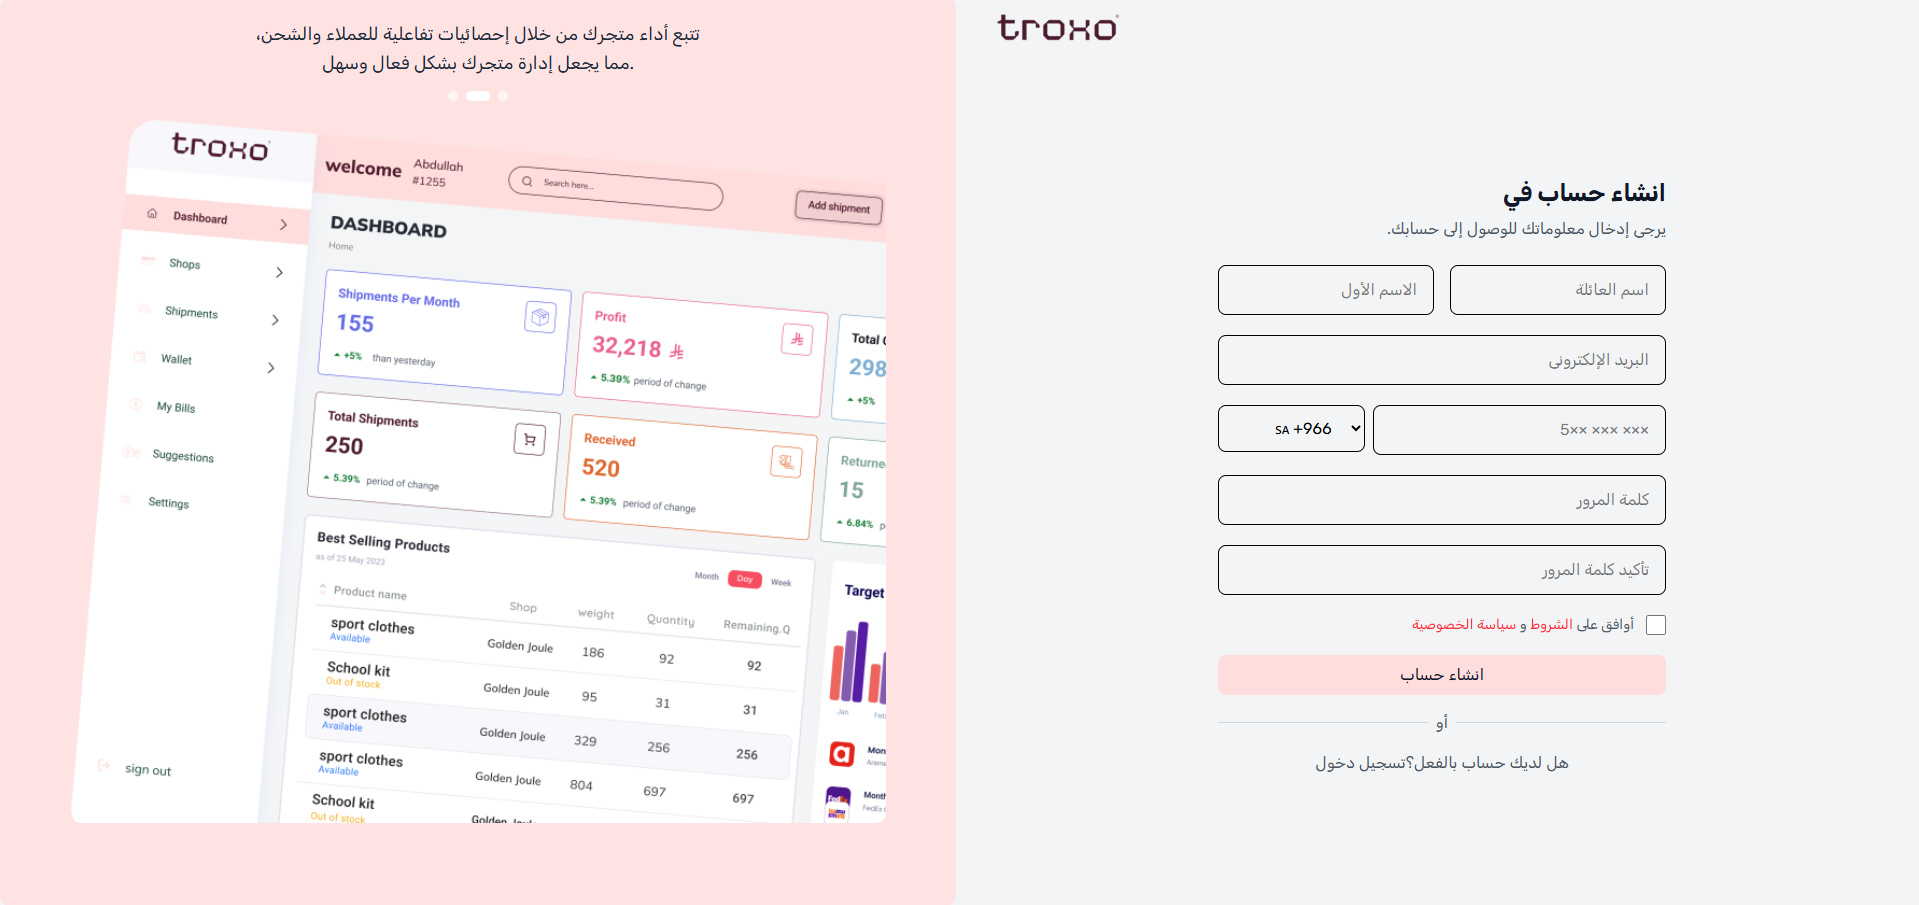 تتبع أداء متجرك من خلال إحصائيات تفاعلية للعملاء والشحن،
مما يجعل إدارة متجرك بشكل فعال وسهل.
troxo
welcome
Abdullah
#1255
Search here...
Add shipment
Dashboard
Shops
Shipments
Wallet
My Bills
Suggestions
Settings
sign out
DASHBOARD
Home
Shipments Per Month
155
+5% than yesterday
Profit
32,218
5.39% period of change
Total
298
+5%
Total Shipments
250
5.39% period of change
Received
520
5.39% period of change
Returne
15
6.84%
Best Selling Products
as of 25 May 2023
Month Day Week
Product name Shop weight Quantity Remaining.Q
sport clothes Golden Joule 186 92 92
Available
School kit Golden Joule 95 31 31
Out of stock
sport clothes Golden Joule 329 256 256
Available
sport clothes Golden Joule 804 697 697
Available
School kit
Out of stock
Target
Jan Feb
Mon
Arame
Month
FedEx
troxo
انشاء حساب في
يرجى إدخال معلوماتك للوصول إلى حسابك.
اسم العائلة
الاسم الأول
البريد الإلكترونى
SA +966
5×× ××× ×××
كلمة المرور
تأكيد كلمة المرور
أوافق على الشروط و سياسة الخصوصية
انشاء حساب
أو
هل لديك حساب بالفعل؟تسجيل دخول